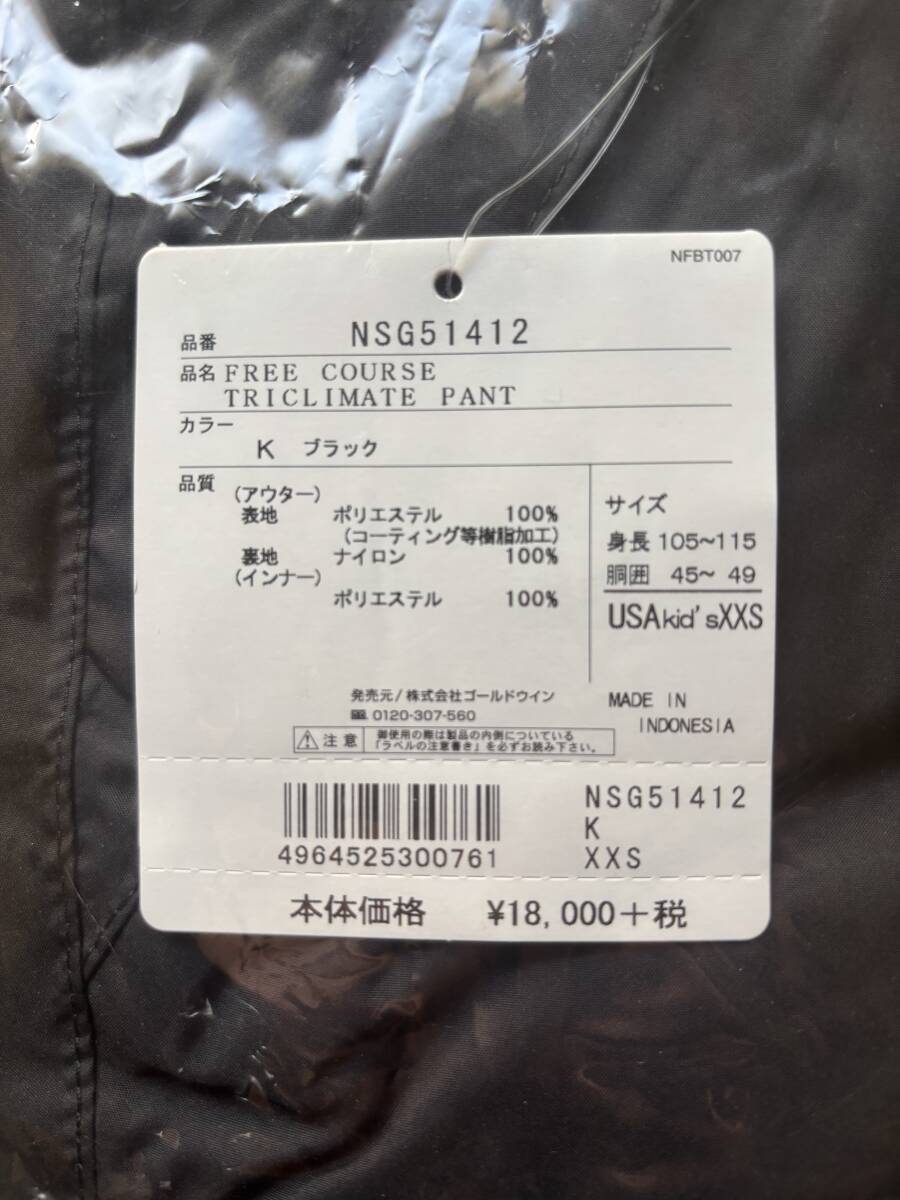 NFBT007
品番 NSG51412
品名 FREE COURSE
TRICLIMATE PANT
カラー
K ブラック
品質
(アウター)
表地 ポリエステル 100%
(コーティング等樹脂加工)
裏地 ナイロン 100%
(インナー)
ポリエステル 100%
サイズ
身長 105~115
胴囲 45~ 49
USAkid'sXXS
発売元/株式会社ゴールドウイン
0120-307-560
MADE IN
INDONESIA
注意
御使用の際は製品の内側についている
「ラベルの注意書き」を必ずお読み下さい。
4964525300761
NSG51412
K
XXS
本体価格 ¥18,000+税